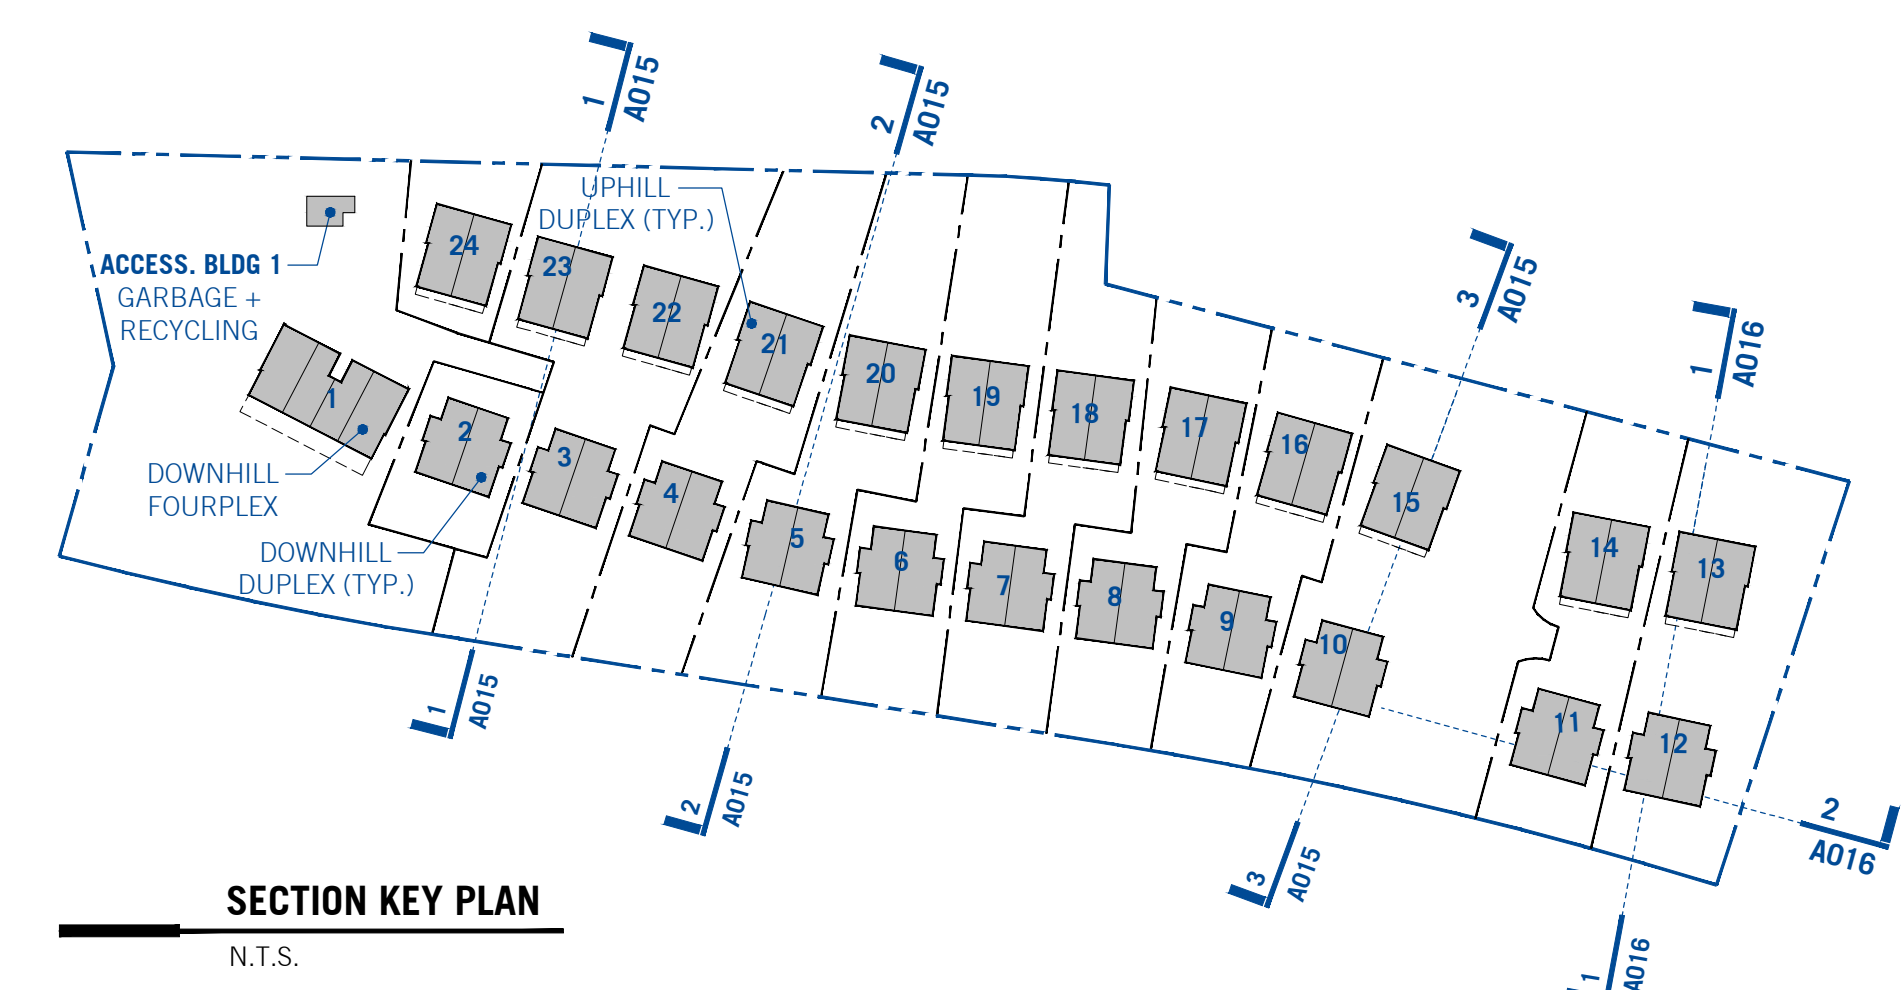 1
A015
2
A015
3
A015
1
A016
UPHILL
DUPLEX (TYP.)
ACCESS. BLDG 1
GARBAGE +
RECYCLING
24
23
22
21
20
19
18
17
16
15
14
13
1
2
3
4
5
6
7
8
9
10
11
12
DOWNHILL
FOURPLEX
DOWNHILL
DUPLEX (TYP.)
1
A015
2
A015
3
A015
2
A016
1
A016
SECTION KEY PLAN
N.T.S.